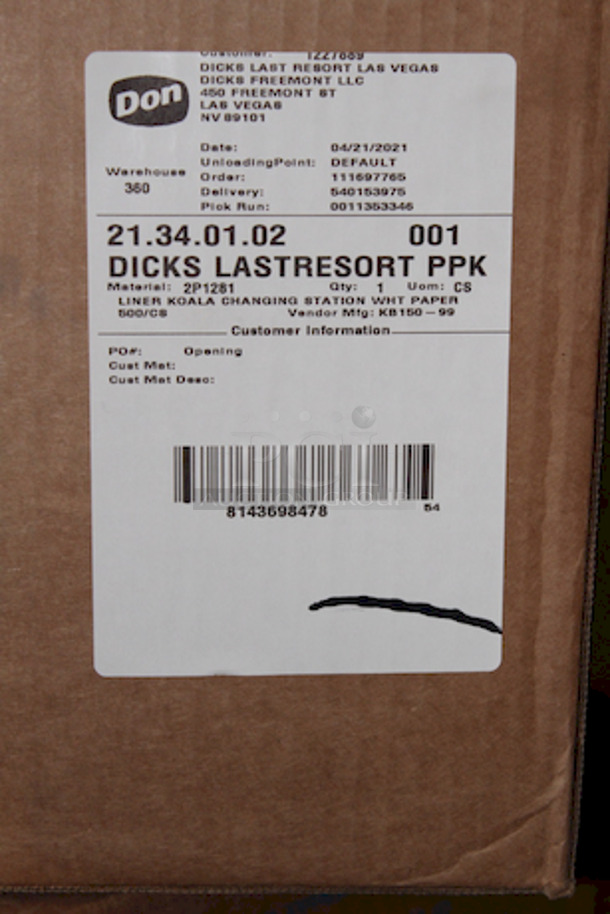 Customer: 1227889
DICKS LAST RESORT LAS VEGAS
DICKS FREEMONT LLC
450 FREEMONT ST
LAS VEGAS
NV 89101
Don
Date: 04/21/2021
UnloadingPoint: DEFAULT
Warehouse
360
Order: 111697765
Delivery: 540153975
Pick Run: 0011353346
21.34.01.02 001
DICKS LASTRESORT PPK
Material: 2P1281 Qty: 1 Uom: CS
LINER KOALA CHANGING STATION WHT PAPER
500/CS Vendor Mfg: KB150-99
Customer Information
PO#: Opening
Cust Mat:
Cust Mat Desc:
8143698478
54